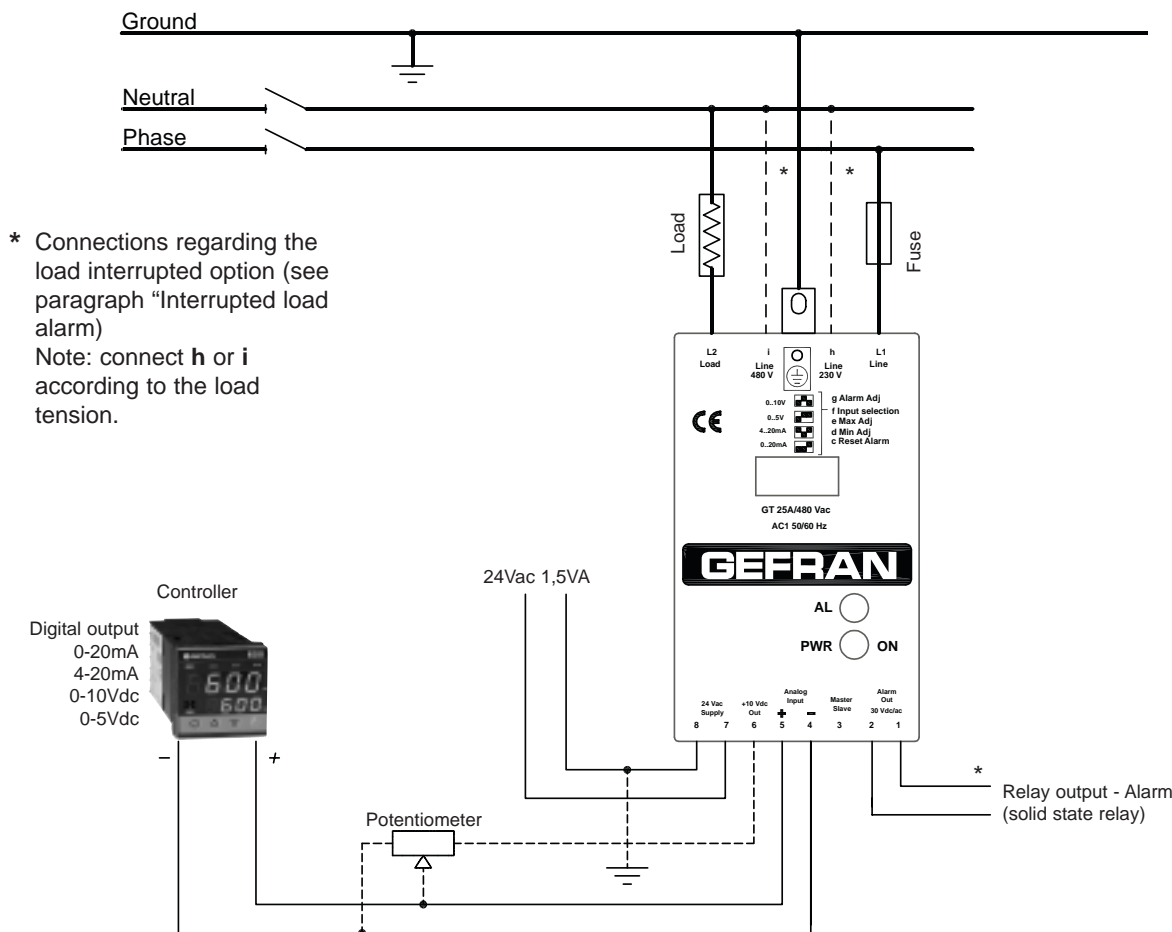 Ground
Neutral
Phase
*
*
* Connections regarding the
load interrupted option (see
paragraph “Interrupted load
alarm)
Note: connect h or i
according to the load
tension.
Load
Fuse
L2
Load
i
Line
480 V
h
Line
230 V
L1
Line
0..10V
0..5V
4..20mA
0..20mA
g Alarm Adj
f Input selection
e Max Adj
d Min Adj
c Reset Alarm
CE
GT 25A/480 Vac
AC1 50/60 Hz
GEFRAN
AL
PWR ON
24Vac 1,5VA
Controller
Digital output
0-20mA
4-20mA
0-10Vdc
0-5Vdc
600
600
– +
24 Vac
Supply
+10 Vdc
Out
Analog
Input
+ –
Master
Slave
Alarm
Out
30 Vdc/ac
8 7 6 5 4 3 2 1
*
Relay output - Alarm
(solid state relay)
Potentiometer